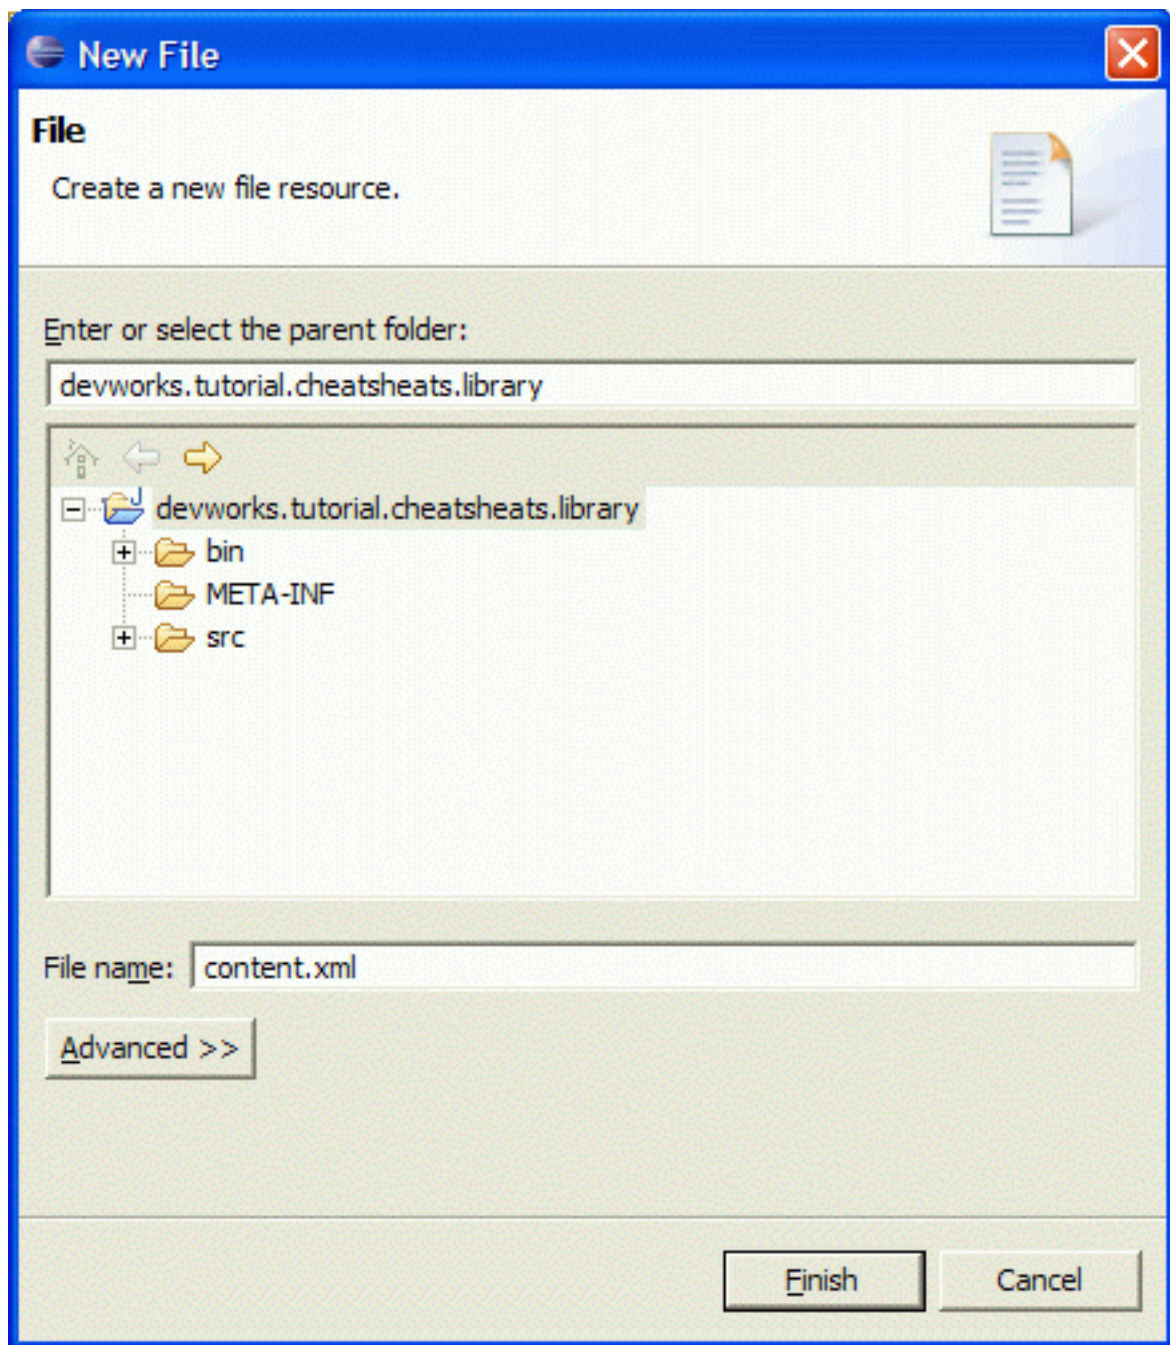 New File
File
Create a new file resource.
Enter or select the parent folder:
devworks.tutorial.cheatsheats.library
devworks.tutorial.cheatsheats.library
bin
META-INF
src
File name: content.xml
Advanced >>
Finish Cancel